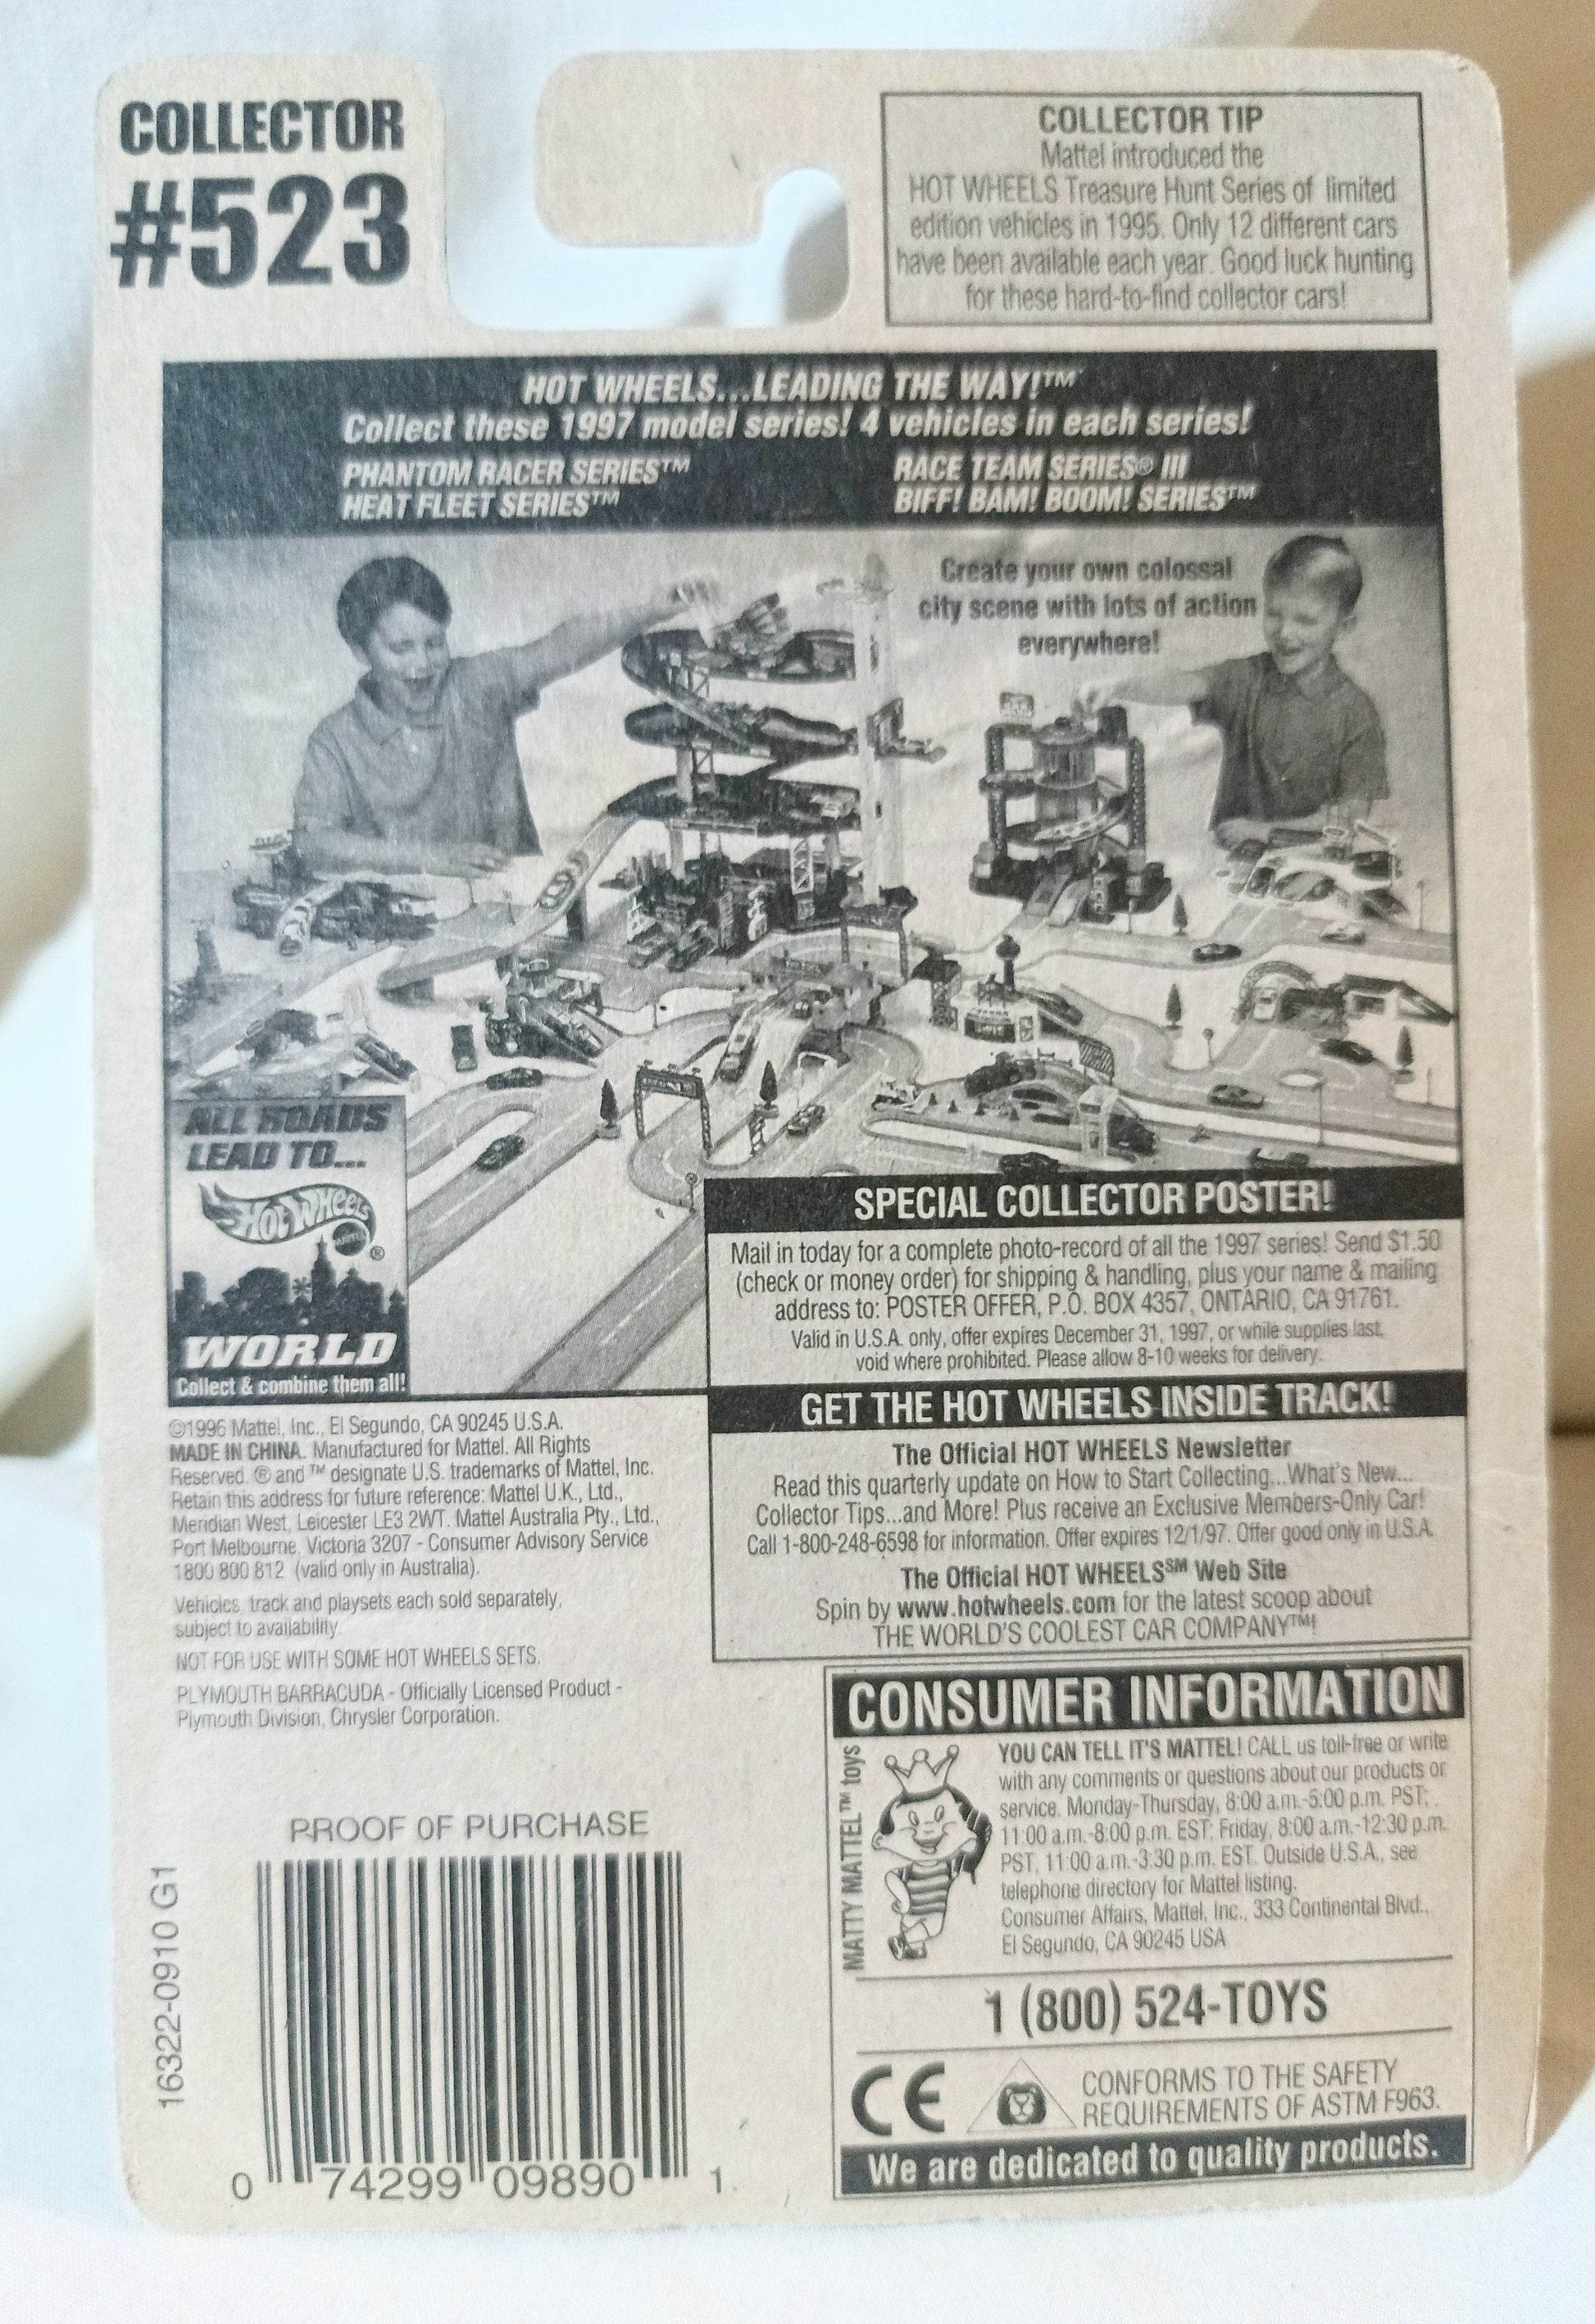 COLLECTOR
#523
COLLECTOR TIP
Mattel introduced the
HOT WHEELS Treasure Hunt Series of limited
edition vehicles in 1995. Only 12 different cars
have been available each year. Good luck hunting
for these hard-to-find collector cars!
HOT WHEELS...LEADING THE WAY!™
Collect these 1997 model series! 4 vehicles in each series!
PHANTOM RACER SERIES™
HEAT FLEET SERIES™
RACE TEAM SERIES® III
BIFF! BAM! BOOM! SERIES™
Create your own colossal
city scene with lots of action
everywhere!
ALL ROADS
LEAD TO...
HOT WHEELS
MATTEL
®
WORLD
Collect & combine them all!
SPECIAL COLLECTOR POSTER!
Mail in today for a complete photo-record of all the 1997 series! Send $1.50
(check or money order) for shipping & handling, plus your name & mailing
address to: POSTER OFFER, P.O. BOX 4357, ONTARIO, CA 91761.
Valid in U.S.A. only, offer expires December 31, 1997, or while supplies last,
void where prohibited. Please allow 8-10 weeks for delivery.
GET THE HOT WHEELS INSIDE TRACK!
The Official HOT WHEELS Newsletter
Read this quarterly update on How to Start Collecting...What's New...
Collector Tips...and More! Plus receive an Exclusive Members-Only Car!
Call 1-800-248-6598 for information. Offer expires 12/1/97. Offer good only in U.S.A.
The Official HOT WHEELS℠ Web Site
Spin by www.hotwheels.com for the latest scoop about
THE WORLD'S COOLEST CAR COMPANY™!
©1996 Mattel, Inc., El Segundo, CA 90245 U.S.A.
MADE IN CHINA. Manufactured for Mattel. All Rights
Reserved. ® and ™ designate U.S. trademarks of Mattel, Inc.
Retain this address for future reference: Mattel U.K., Ltd.,
Meridian West, Leicester LE3 2WT. Mattel Australia Pty., Ltd.,
Port Melbourne, Victoria 3207 - Consumer Advisory Service
1800 800 812 (valid only in Australia).
Vehicles, track and playsets each sold separately,
subject to availability.
NOT FOR USE WITH SOME HOT WHEELS SETS.
PLYMOUTH BARRACUDA - Officially Licensed Product -
Plymouth Division, Chrysler Corporation.
CONSUMER INFORMATION
MATTY MATTEL™ toys
YOU CAN TELL IT'S MATTEL! CALL us toll-free or write
with any comments or questions about our products or
service. Monday-Thursday, 8:00 a.m.-5:00 p.m. PST;
11:00 a.m.-8:00 p.m. EST; Friday, 8:00 a.m.-12:30 p.m.
PST, 11:00 a.m.-3:30 p.m. EST. Outside U.S.A., see
telephone directory for Mattel listing.
Consumer Affairs, Mattel, Inc., 333 Continental Blvd.,
El Segundo, CA 90245 USA
1 (800) 524-TOYS
CE
CONFORMS TO THE SAFETY
REQUIREMENTS OF ASTM F963.
We are dedicated to quality products.
PROOF OF PURCHASE
16322-0910 G1
0 74299 09890 1